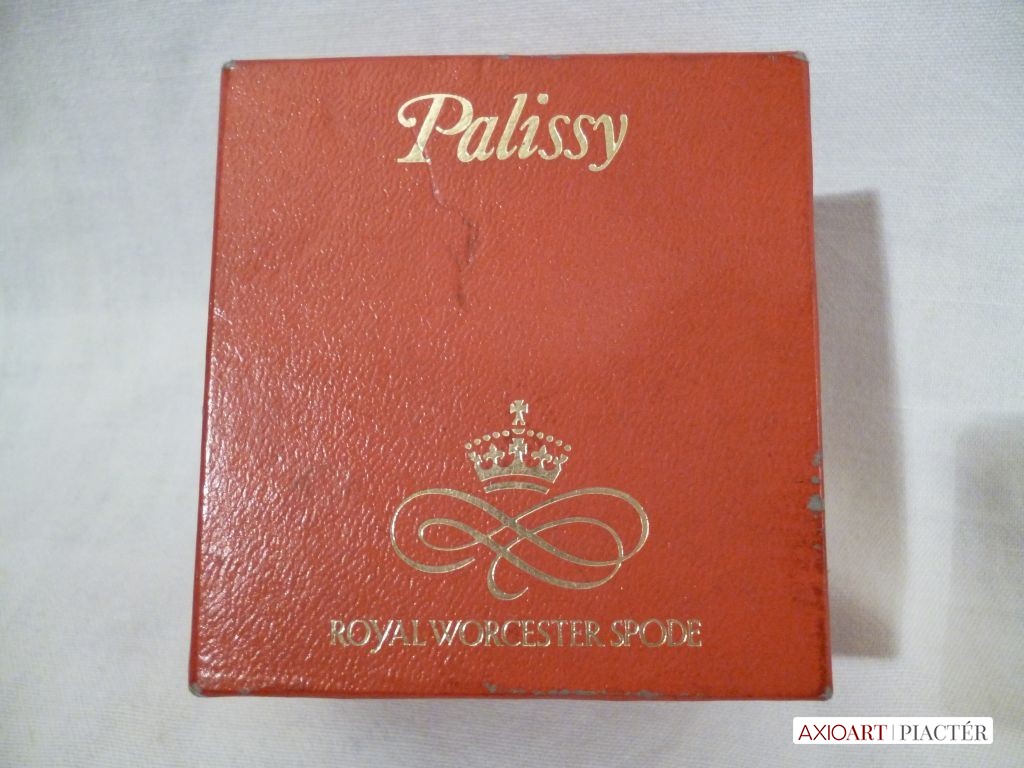 Palissy
ROYAL WORCESTER SPODE
AXIOART | PIACTÉR